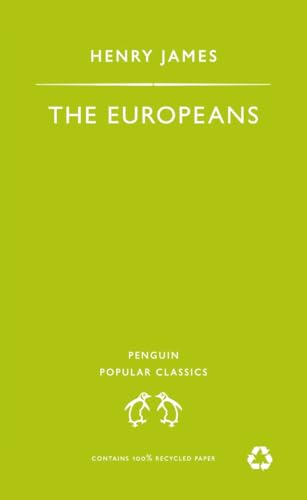 HENRY JAMES
THE EUROPEANS
PENGUIN
POPULAR CLASSICS
CONTAINS 100% RECYCLED PAPER